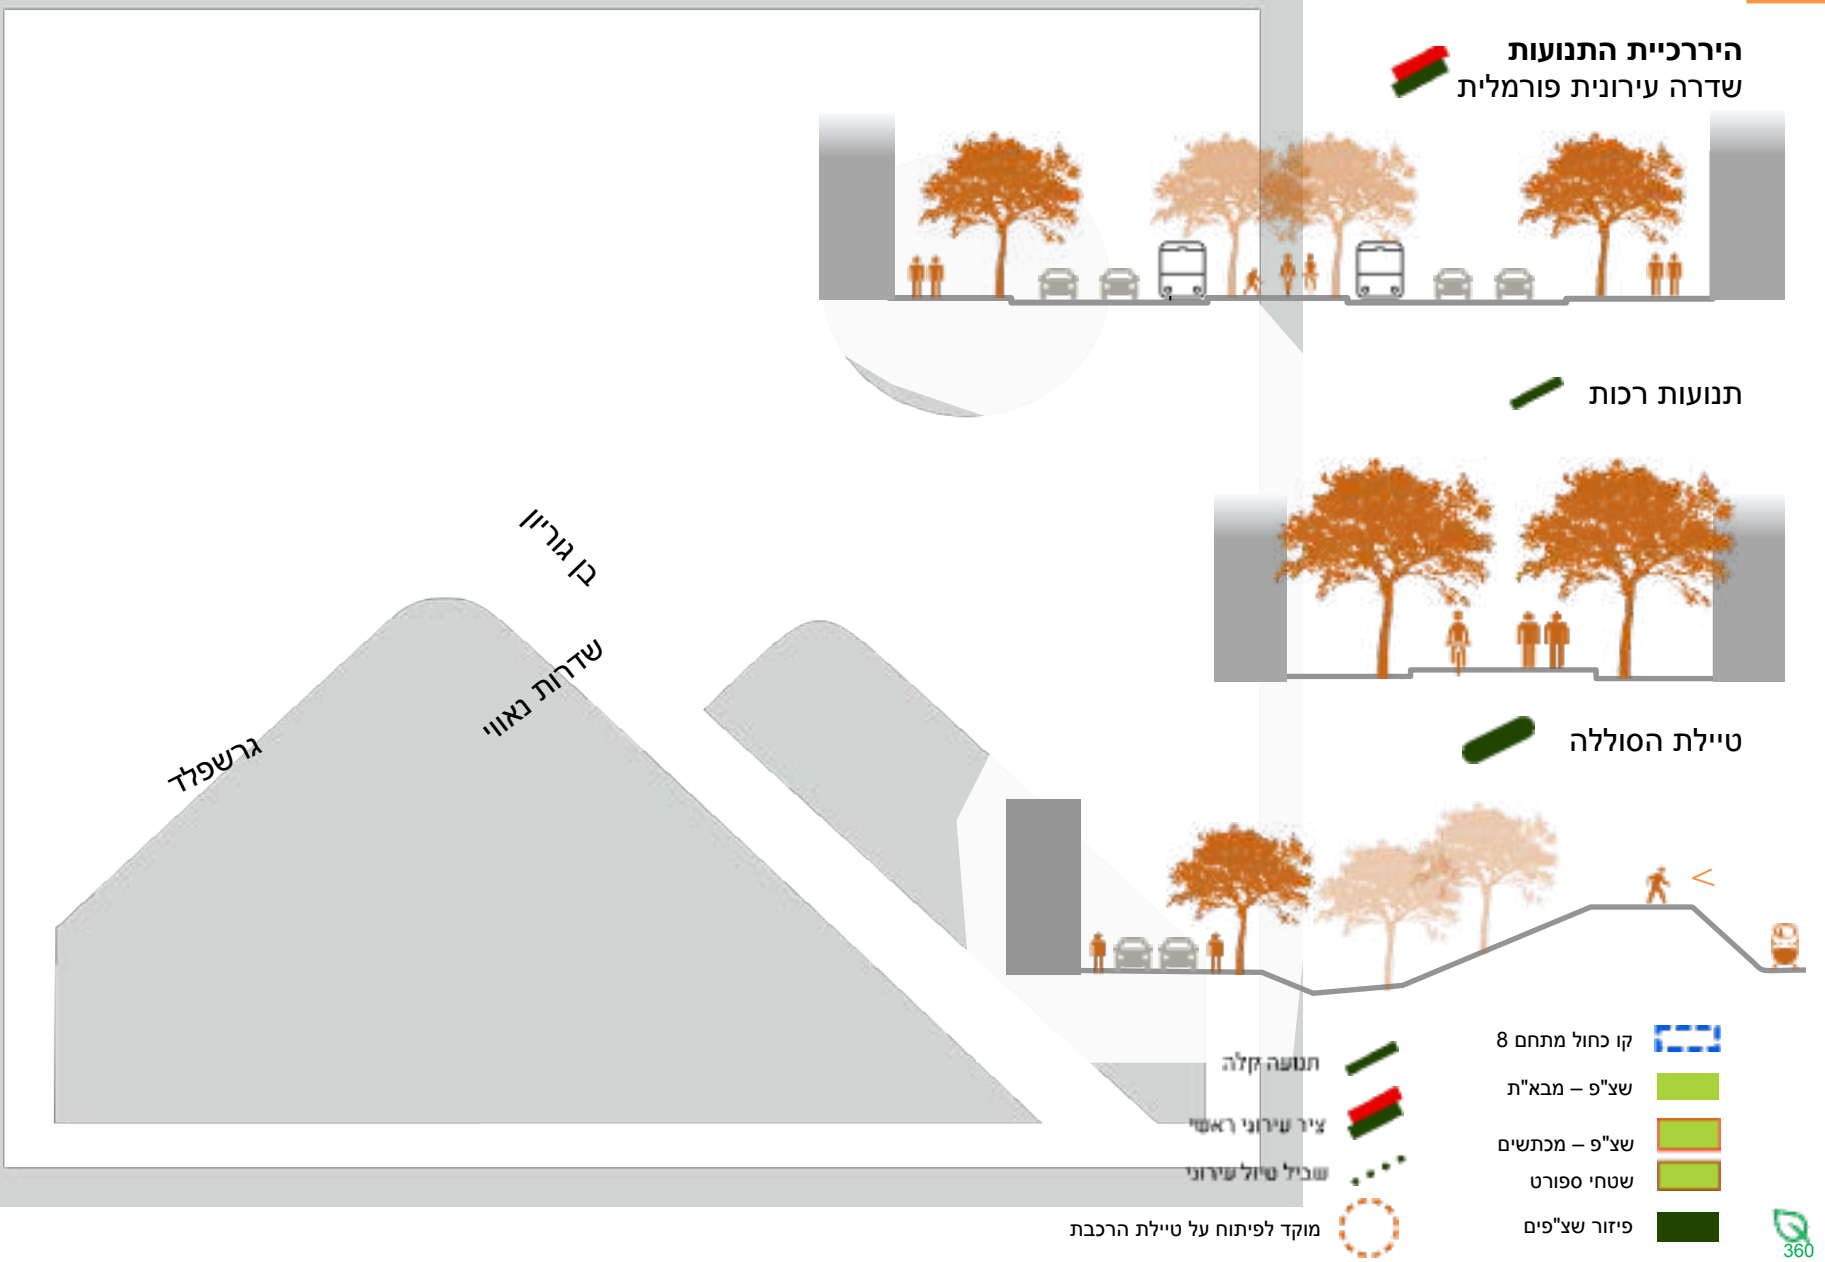 היררכיית התנועות
שדרה עירונית פורמלית
תנועות רכות
בן גוריון
שדרות נאווי
גרשפלד
טיילת הסוללה
קו כחול מתחם 8
שצ"פ – מבא"ת
שצ"פ – מכתשים
שטחי ספורט
פיזור שצ"פים
תנועה קלה
ציר עירוני ראשי
שביל טיול עירוני
מוקד לפיתוח על טיילת הרכבת
360